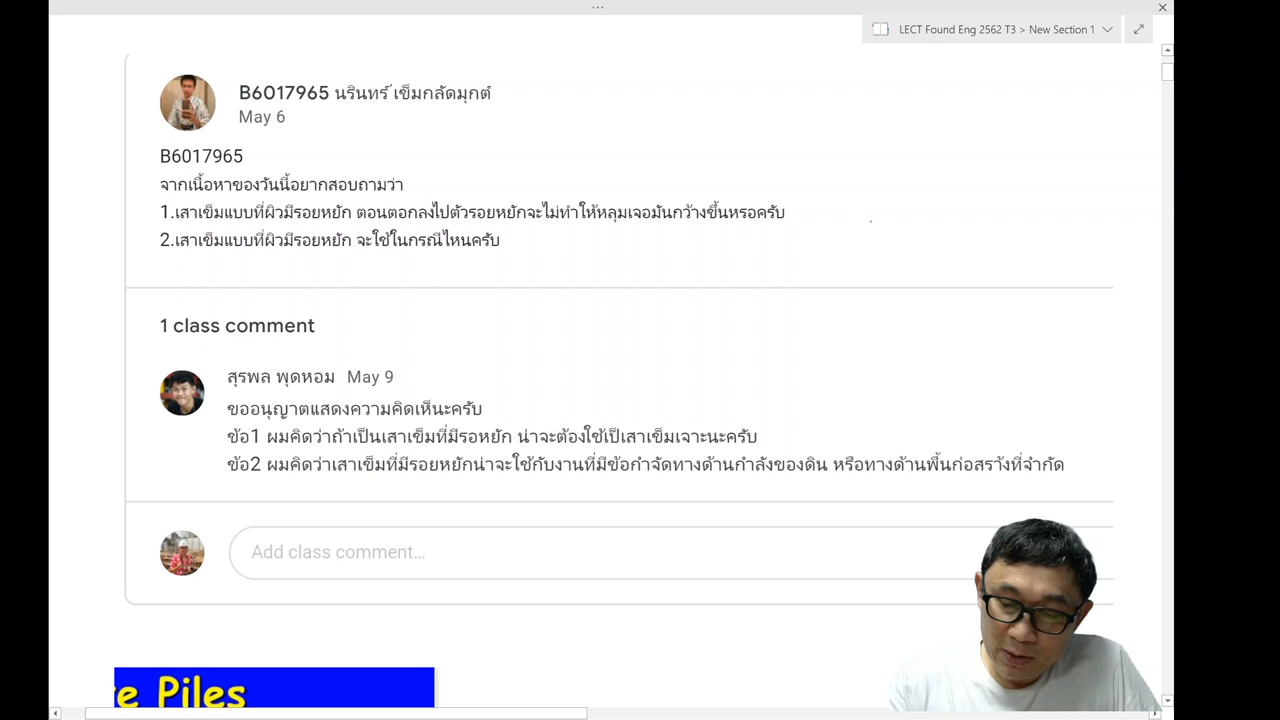 ...
LECT Found Eng 2562 T3 > New Section 1
B6017965 นรินทร์ เข็มกลัดมุกต์
May 6
B6017965
จากเนื้อหาของวันนี้อยากสอบถามว่า
1.เสาเข็มแบบที่ผิวมีรอยหยัก ตอนตอกลงไปตัวรอยหยักจะไม่ทำให้หลุมเจอมันกว้างขึ้นหรอครับ
2.เสาเข็มแบบที่ผิวมีรอยหยัก จะใช้ในกรณีไหนครับ
1 class comment
สุรพล พุดหอม May 9
ขออนุญาตแสดงความคิดเห็นะครับ
ข้อ1 ผมคิดว่าถ้าเป็นเสาเข็มที่มีรอหยัก น่าจะต้องใช้เป็เสาเข็มเจาะนะครับ
ข้อ2 ผมคิดว่าเสาเข็มที่มีรอยหยักน่าจะใช้กับงานที่มีข้อกำจัดทางด้านกำลังของดิน หรือทางด้านพื้นก่อสร้างที่จำกัด
Add class comment…
e Piles